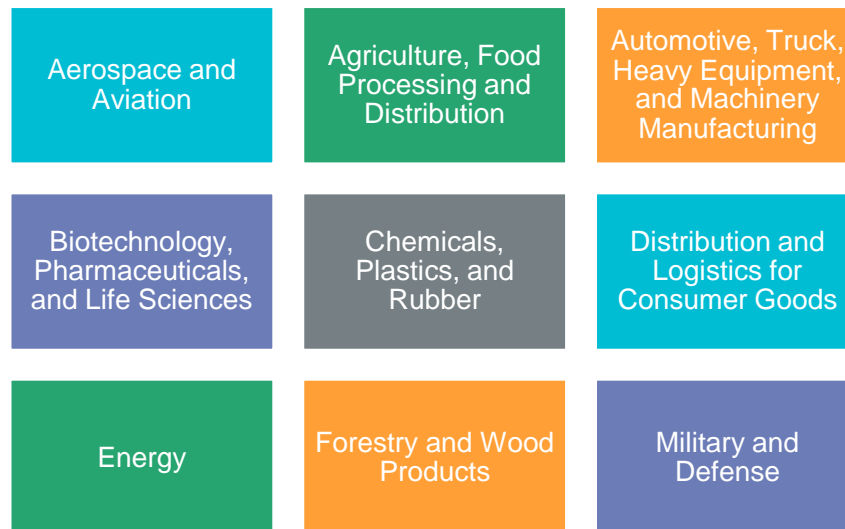 Aerospace and
Aviation
Agriculture, Food
Processing and
Distribution
Automotive, Truck,
Heavy Equipment,
and Machinery
Manufacturing
Biotechnology,
Pharmaceuticals,
and Life Sciences
Chemicals,
Plastics, and
Rubber
Distribution and
Logistics for
Consumer Goods
Energy
Forestry and Wood
Products
Military and
Defense